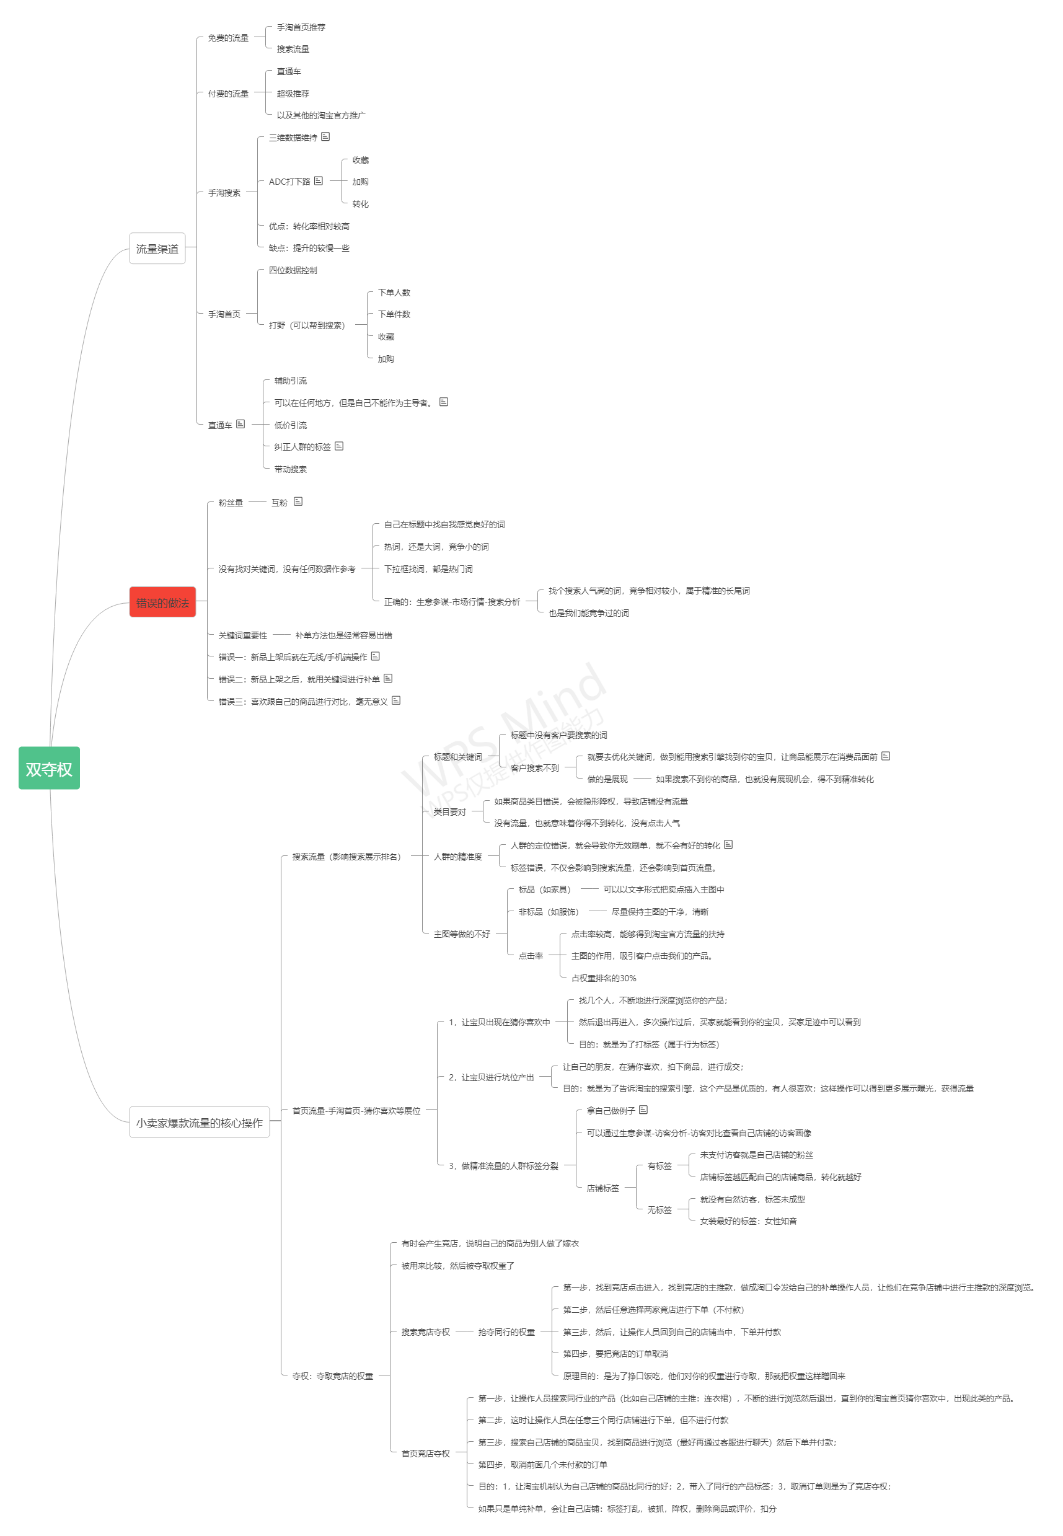 双夺权
流量渠道
免费的流量
手淘首页推荐
搜索流量
付费的流量
直通车
超级推荐
以及其他的淘宝官方推广
手淘搜索
三维数据维持
ADC打下路
收藏
加购
转化
优点：转化率相对较高
缺点：提升的较慢一些
手淘首页
四位数据控制
打野（可以帮到搜索）
下单人数
下单件数
收藏
加购
直通车
辅助引流
可以在任何地方，但是自己不能作为主导者。
低价引流
纠正人群的标签
带动搜索
错误的做法
粉丝量
互粉
没有找对关键词，没有任何数据作参考
自己在标题中找自我感觉良好的词
热词，还是大词，竞争小的词
下拉框找词，都是热门词
正确的：生意参谋-市场行情-搜索分析
找个搜索人气高的词，竞争相对较小，属于精准的长尾词
也是我们能竞争过的词
关键词重要性
补单方法也是经常容易出错
错误一：新品上架后就在无线/手机端操作
错误二：新品上架之后，就用关键词进行补单
错误三：喜欢跟自己的商品进行对比，毫无意义
小卖家爆款流量的核心操作
搜索流量（影响搜索展示排名）
标题和关键词
标题中没有客户要搜索的词
客户搜索不到
就要去优化关键词，做到能用搜索引擎找到你的宝贝，让商品能展示在消费品面前
做的是展现
如果搜索不到你的商品，也就没有展现机会，得不到精准转化
类目要对
如果商品类目错误，会被隐形降权，导致店铺没有流量
没有流量，也就意味着你得不到转化，没有点击人气
人群的精准度
人群的定位错误，就会导致你无效刷单，就不会有好的转化
标签错误，不仅会影响到搜索流量，还会影响到首页流量。
主图等做的不好
标品（如家具）
可以以文字形式把卖点插入主图中
非标品（如服饰）
尽量保持主图的干净，清晰
点击率
点击率较高，能够得到淘宝官方流量的扶持
主图的作用，吸引客户点击我们的产品。
占权重排名的30%
首页流量-手淘首页-猜你喜欢等展位
1，让宝贝出现在猜你喜欢中
找几个人，不断地进行深度浏览你的产品；
然后退出再进入，多次操作过后，买家就能看到你的宝贝，买家足迹中可以看到
目的：就是为了打标签（属于行为标签）
2，让宝贝进行坑位产出
让自己的朋友，在猜你喜欢，拍下商品，进行成交；
目的：就是为了告诉淘宝的搜索引擎，这个产品是优质的，有人很喜欢；这样操作可以得到更多展示曝光，获得流量
3，做精准流量的人群标签分裂
拿自己做例子
可以通过生意参谋-访客分析-访客对比查看自己店铺的访客画像
店铺标签
有标签
未支付访客就是自己店铺的粉丝
店铺标签越匹配自己的店铺商品，转化就越好
无标签
就没有自然访客，标签未成型
女装最好的标签：女性知音
夺权：夺取竞店的权重
有时会产生竞店，说明自己的商品为别人做了嫁衣
被用来比较，然后被夺取权重了
搜索竞店夺权
抢夺同行的权重
第一步，找到竞店点击进入，找到竞店的主推款，做成淘口令发给自己的补单操作人员，让他们在竞争店铺中进行主推款的深度浏览。
第二步，然后任意选择两家竞店进行下单（不付款）
第三步，然后，让操作人员回到自己的店铺当中，下单并付款
第四步，要把竞店的订单取消
原理目的：是为了挣口饭吃，他们对你的权重进行夺取，那就把权重这样赠回来
首页竞店夺权
第一步，让操作人员搜索同行业的产品（比如自己店铺的主推：连衣裙），不断的进行浏览然后退出，直到你的淘宝首页猜你喜欢中，出现此类的产品。
第二步，这时让操作人员在任意三个同行店铺进行下单，但不进行付款
第三步，搜索自己店铺的商品宝贝，找到商品进行浏览（最好再通过客服进行聊天）然后下单并付款；
第四步，取消前面几个未付款的订单
目的：1，让淘宝机制认为自己店铺的商品比同行的好；2，带入了同行的产品标签；3，取消订单则是为了竞店夺权；
如果只是单纯补单，会让自己店铺：标签打乱，被抓，降权，删除商品或评价，扣分
WPS Mind
WPS仅提供作图能力